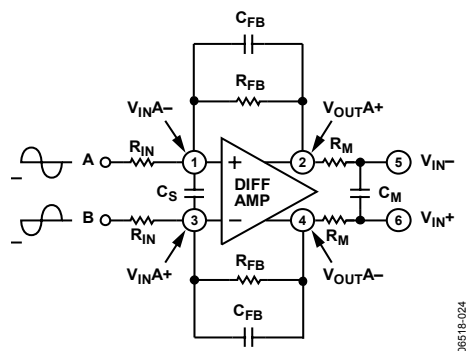 CFB
RFB
VINA− VOUTA+
RIN RM
A 1 + 2 5 VIN−
CS DIFF AMP CM
B 3 − 4 6 VIN+
RIN RM
VINA+ VOUTA−
RFB
CFB
06518-024